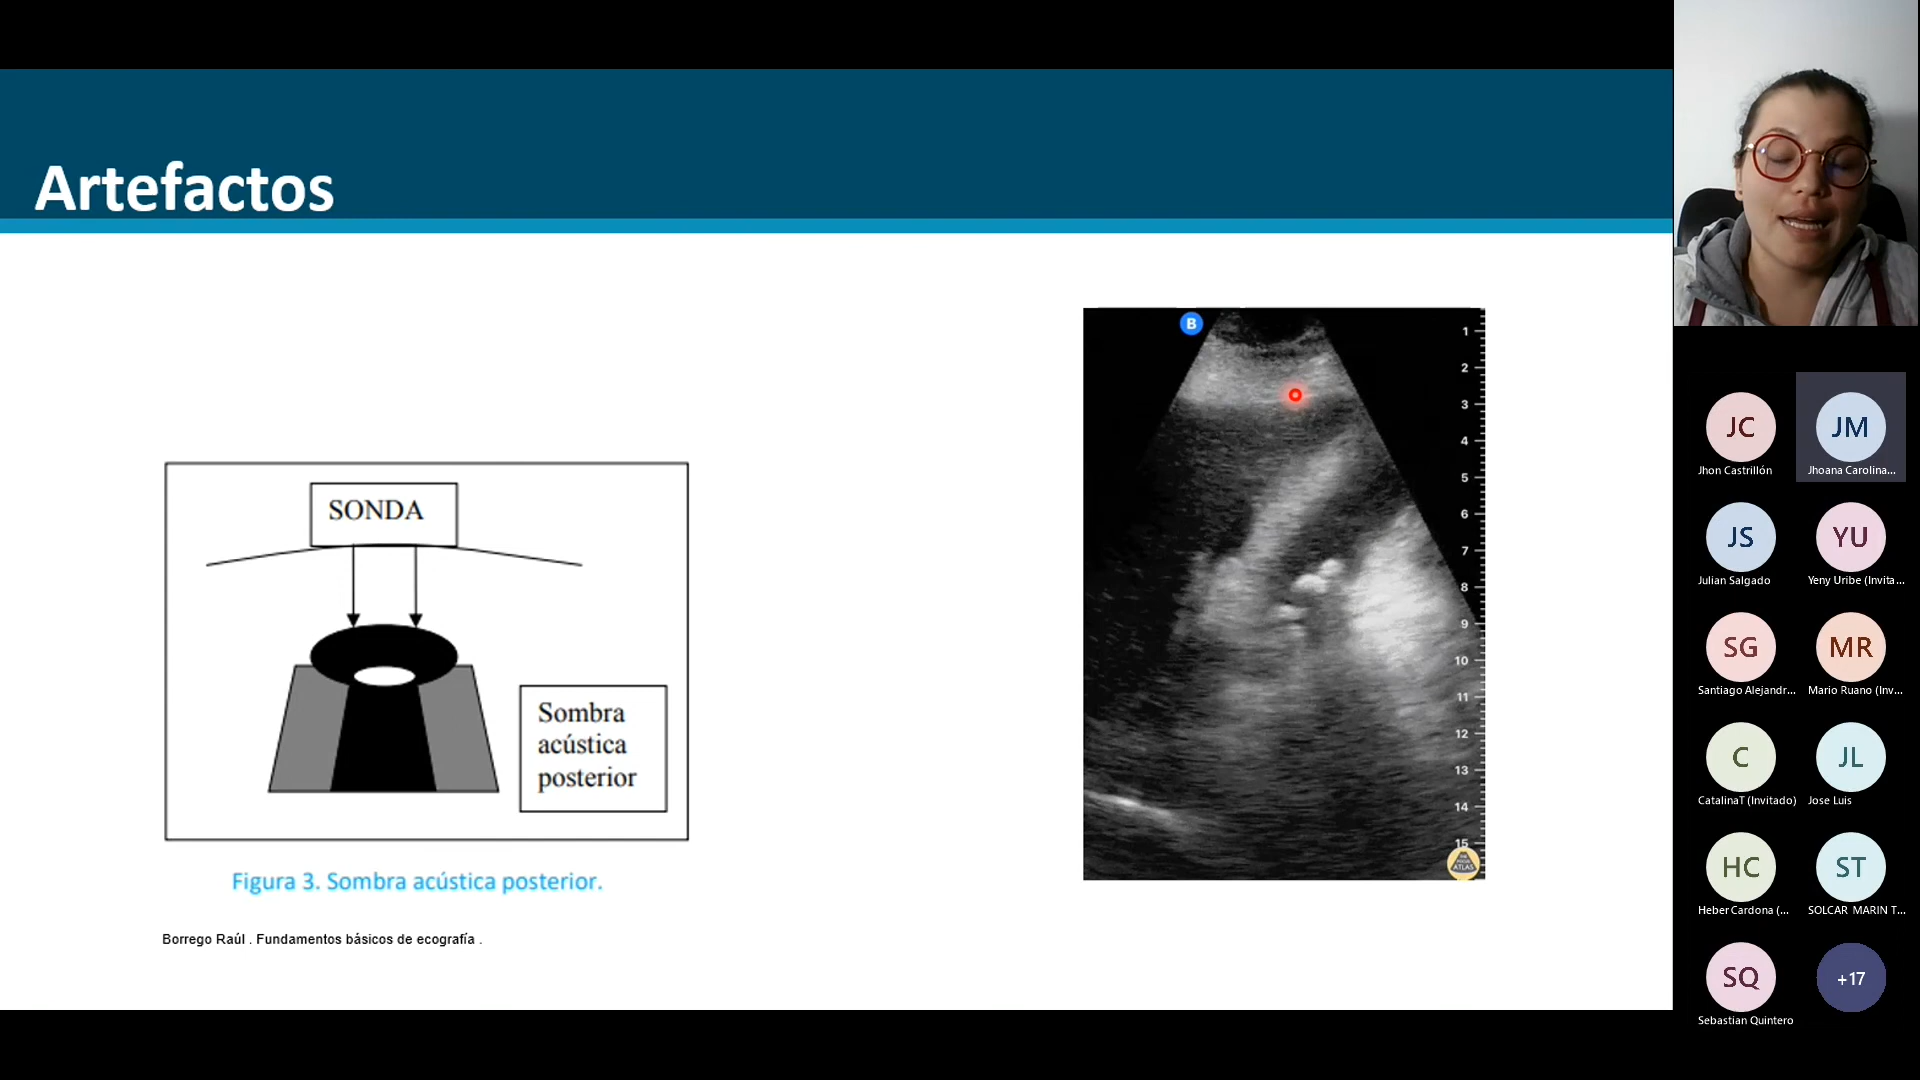 Artefactos
SONDA
Sombra
acústica
posterior
Figura 3. Sombra acústica posterior.
Borrego Raúl . Fundamentos básicos de ecografía .
B
1
2
3
4
5
6
7
8
9
10
11
12
13
14
15
ATLAS
JC
Jhon Castrillón
JM
Jhoana Carolina...
JS
Julian Salgado
YU
Yeny Uribe (Invita...
SG
Santiago Alejandr...
MR
Mario Ruano (Inv...
C
CatalinaT (Invitado)
JL
Jose Luis
HC
Heber Cardona (...
ST
SOLCAR MARIN T...
SQ
Sebastian Quintero
+17